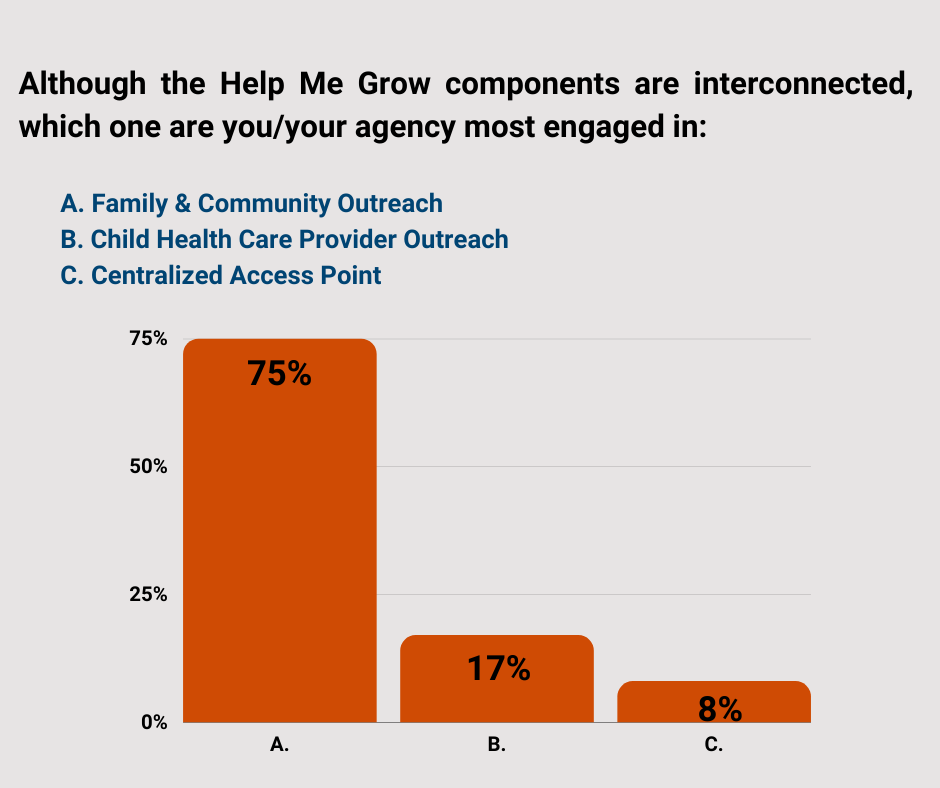 Although the Help Me Grow components are interconnected,
which one are you/your agency most engaged in:
A. Family & Community Outreach
B. Child Health Care Provider Outreach
C. Centralized Access Point
75%
75%
50%
25%
17%
8%
0%
A. B. C.